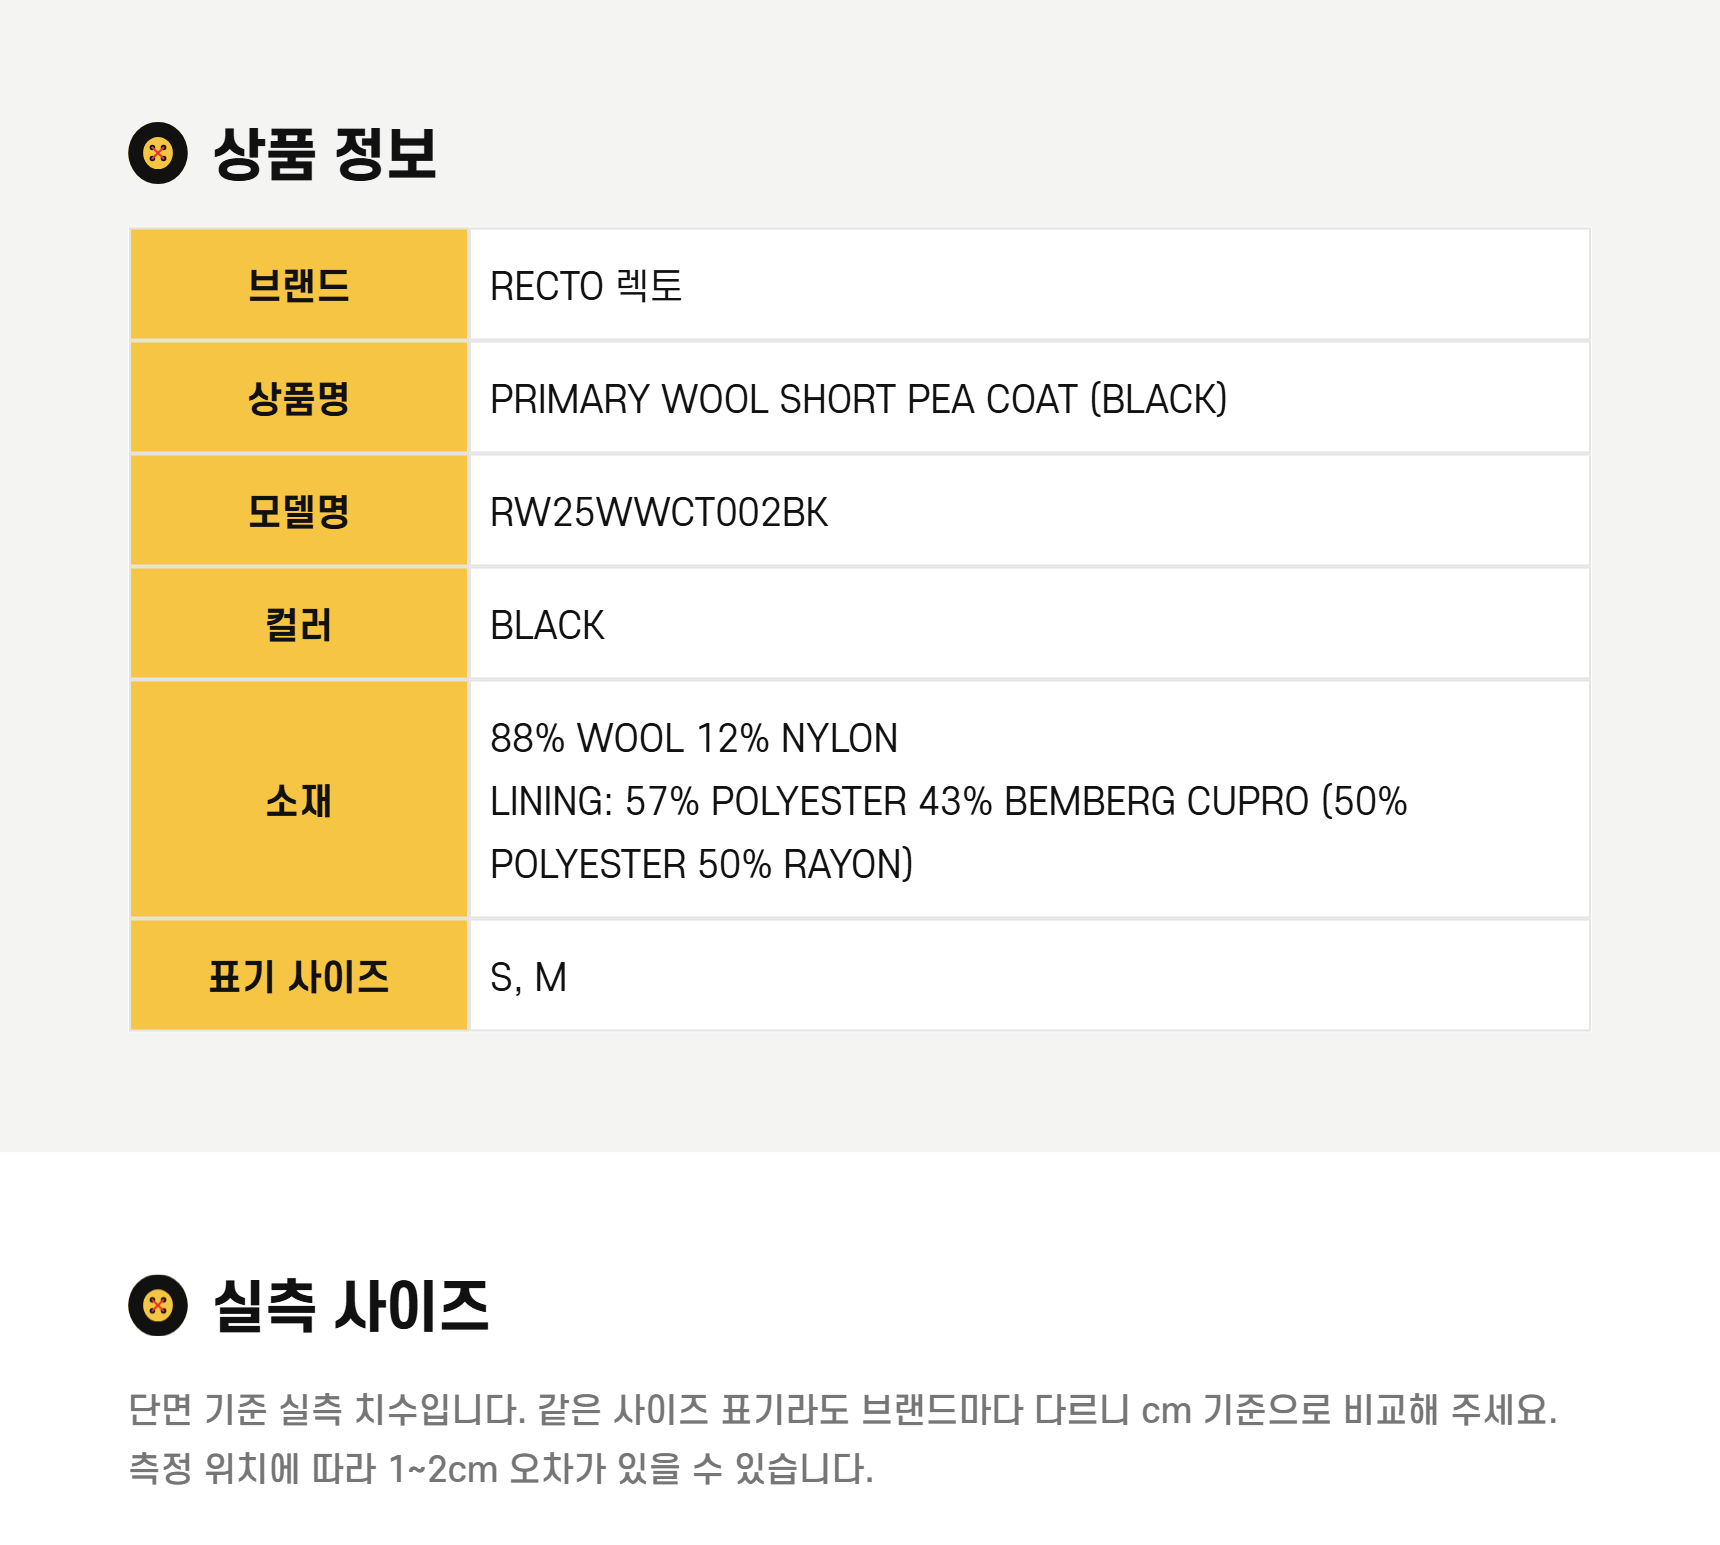 상품 정보
브랜드
RECTO 렉토
상품명
PRIMARY WOOL SHORT PEA COAT (BLACK)
모델명
RW25WWCT002BK
컬러
BLACK
소재
88% WOOL 12% NYLON
LINING: 57% POLYESTER 43% BEMBERG CUPRO (50%
POLYESTER 50% RAYON)
표기 사이즈
S, M
실측 사이즈
단면 기준 실측 치수입니다. 같은 사이즈 표기라도 브랜드마다 다르니 cm 기준으로 비교해 주세요.
측정 위치에 따라 1~2cm 오차가 있을 수 있습니다.